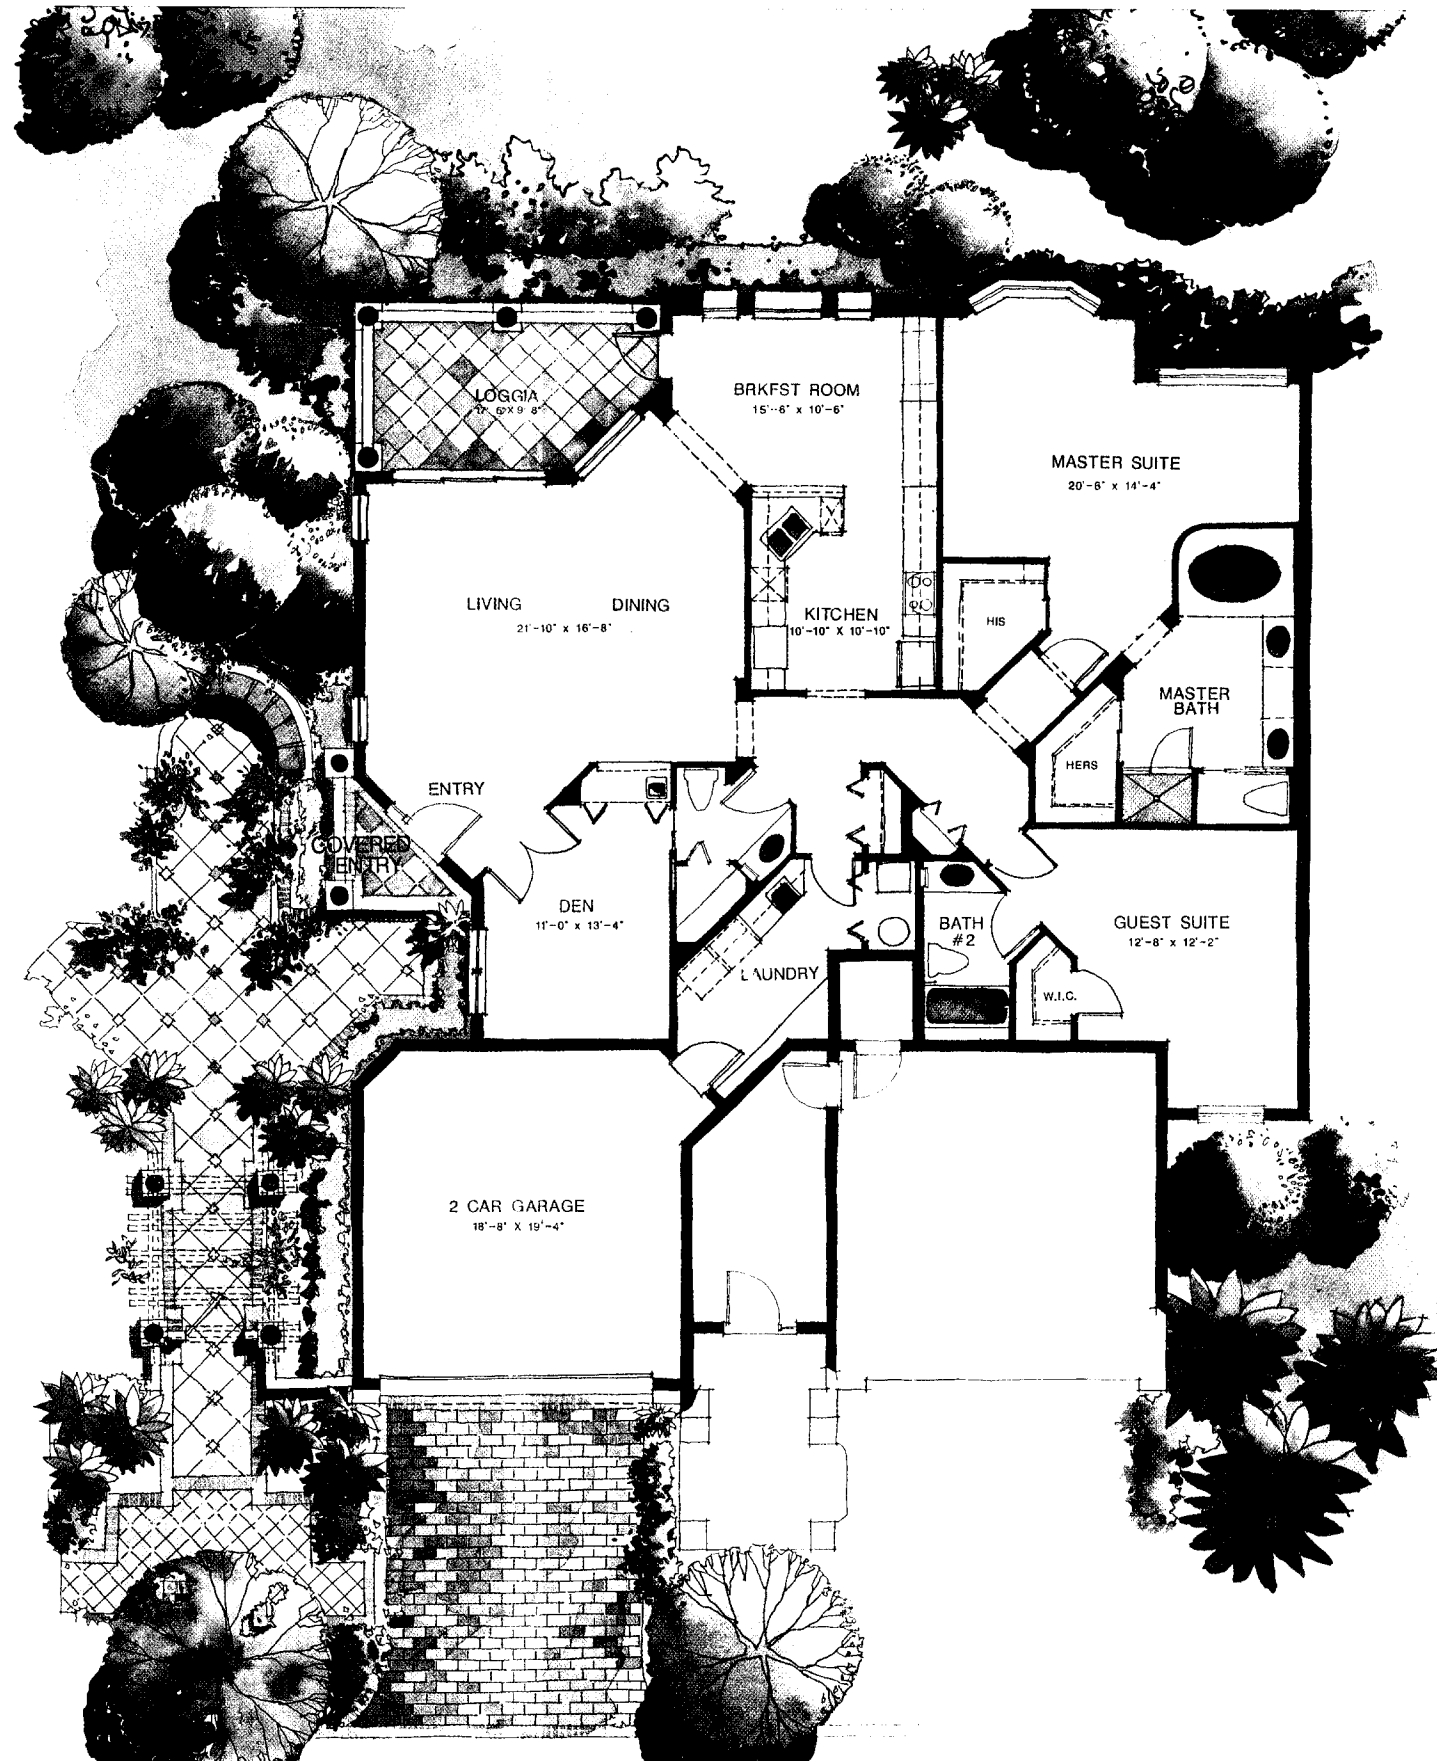 LOGGIA
BRKFST ROOM
15'-6" x 10'-6"
MASTER SUITE
20'-6" x 14'-4"
LIVING
DINING
21'-10" x 16'-8"
KITCHEN
10'-10" X 10'-10"
HIS
MASTER
BATH
HERS
ENTRY
COVERED
ENTRY
DEN
11'-0" x 13'-4"
BATH
#2
GUEST SUITE
12'-8" x 12'-2"
LAUNDRY
W.I.C.
2 CAR GARAGE
18'-8" X 19'-4"